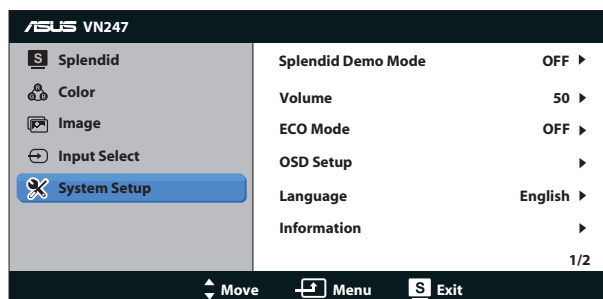 ASUS VN247
S Splendid
Color
Image
Input Select
System Setup
Splendid Demo Mode OFF
Volume 50
ECO Mode OFF
OSD Setup
Language English
Information
1/2
Move Menu S Exit